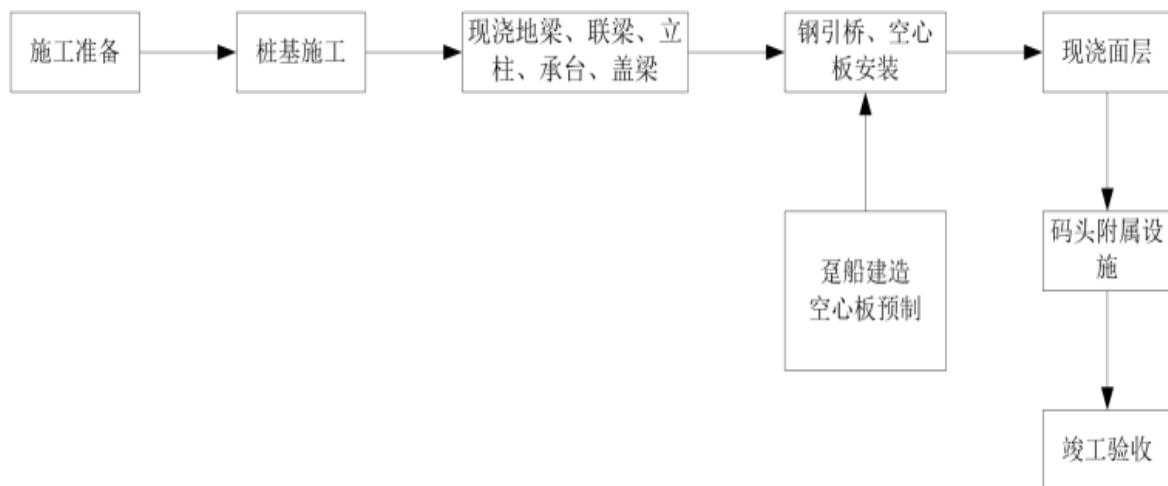 施工准备
桩基施工
现浇地梁、联梁、立
柱、承台、盖梁
钢引桥、空心
板安装
现浇面层
趸船建造
空心板预制
码头附属设
施
竣工验收